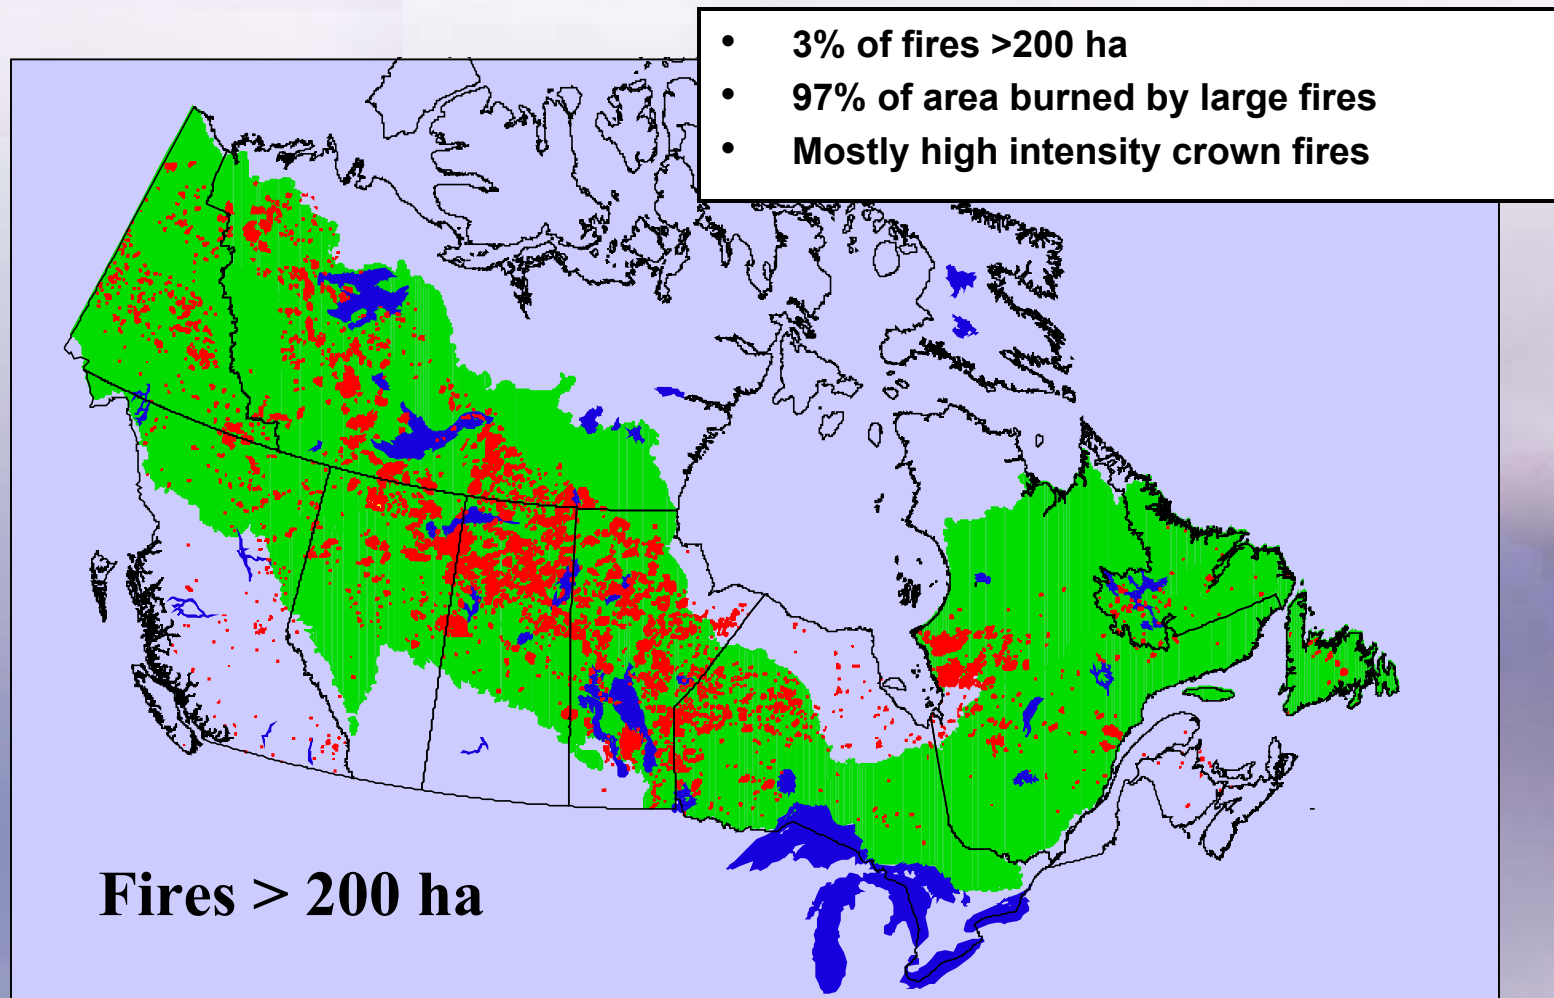 • 3% of fires >200 ha
• 97% of area burned by large fires
• Mostly high intensity crown fires
Fires > 200 ha